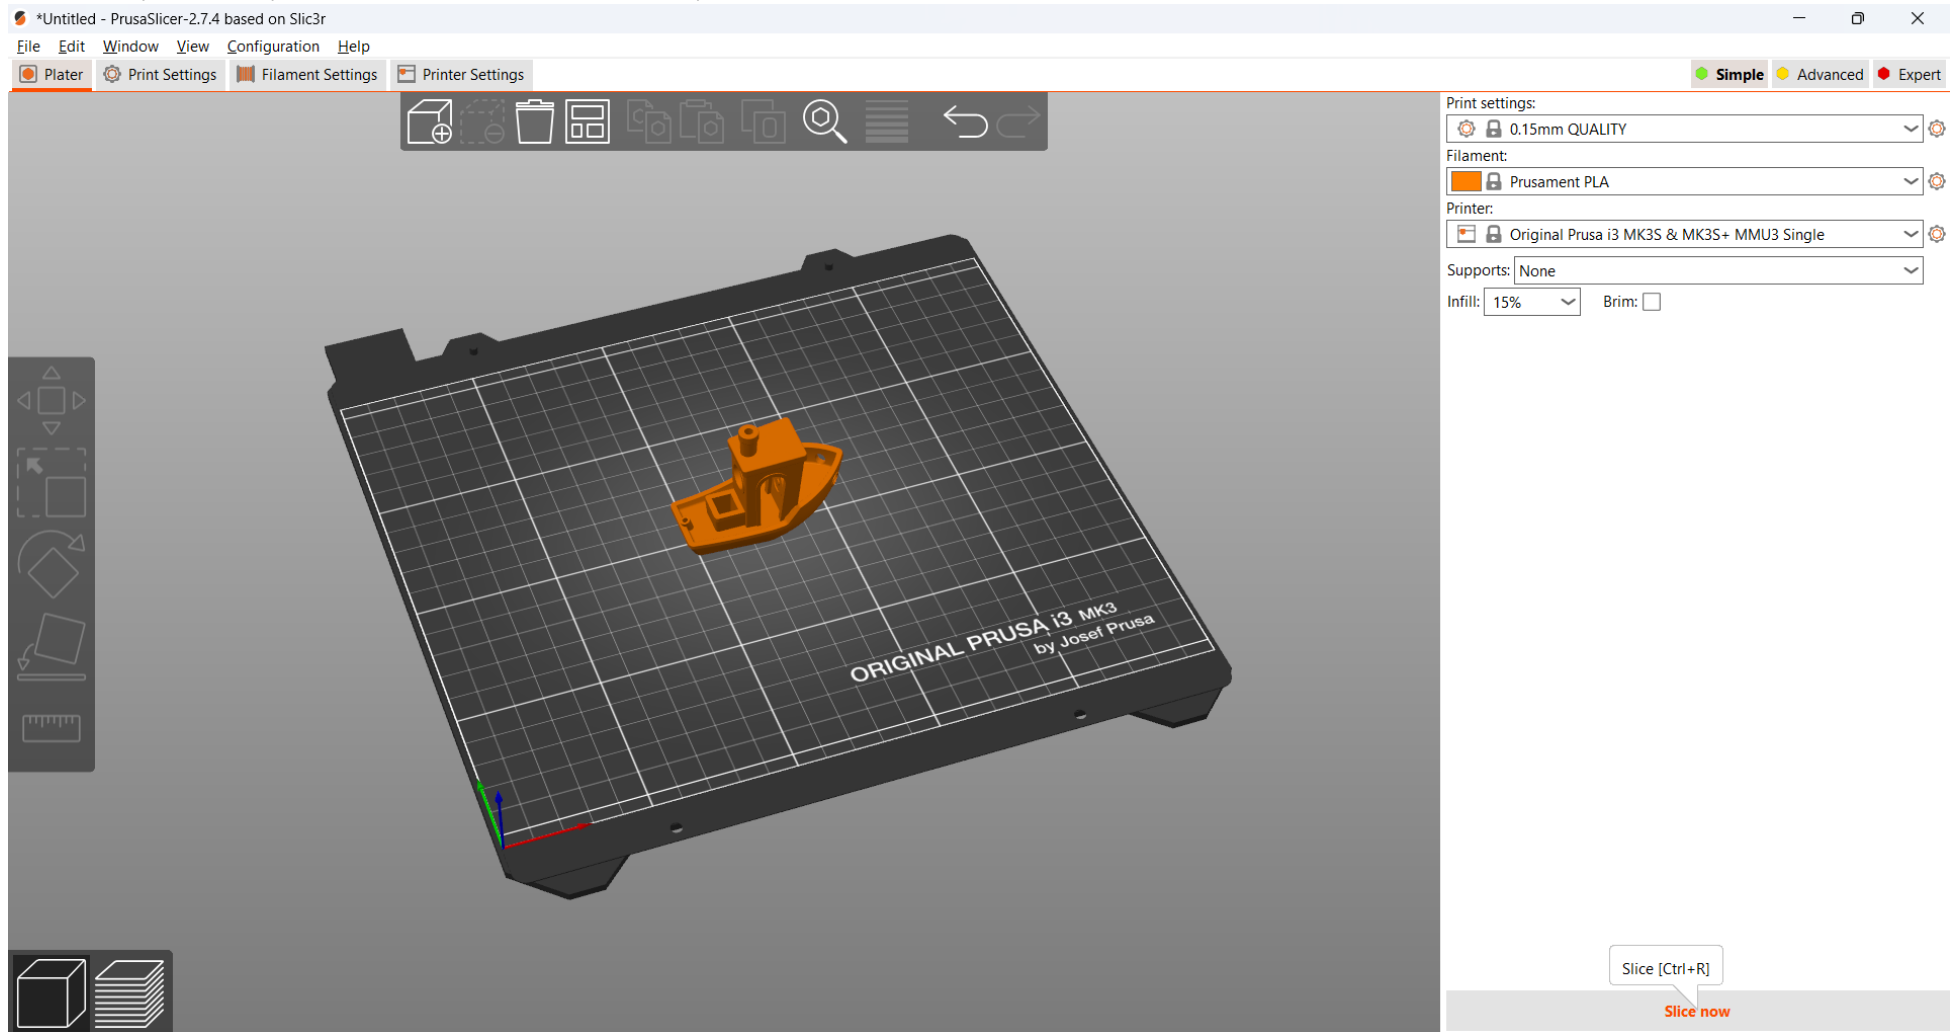 *Untitled - PrusaSlicer-2.7.4 based on Slic3r
File Edit Window View Configuration Help
Plater Print Settings Filament Settings Printer Settings Simple Advanced Expert
Print settings:
0.15mm QUALITY
Filament:
Prusament PLA
Printer:
Original Prusa i3 MK3S & MK3S+ MMU3 Single
Supports: None
Infill: 15% Brim:
ORIGINAL PRUSA i3 MK3
by Josef Prusa
Slice [Ctrl+R]
Slice now